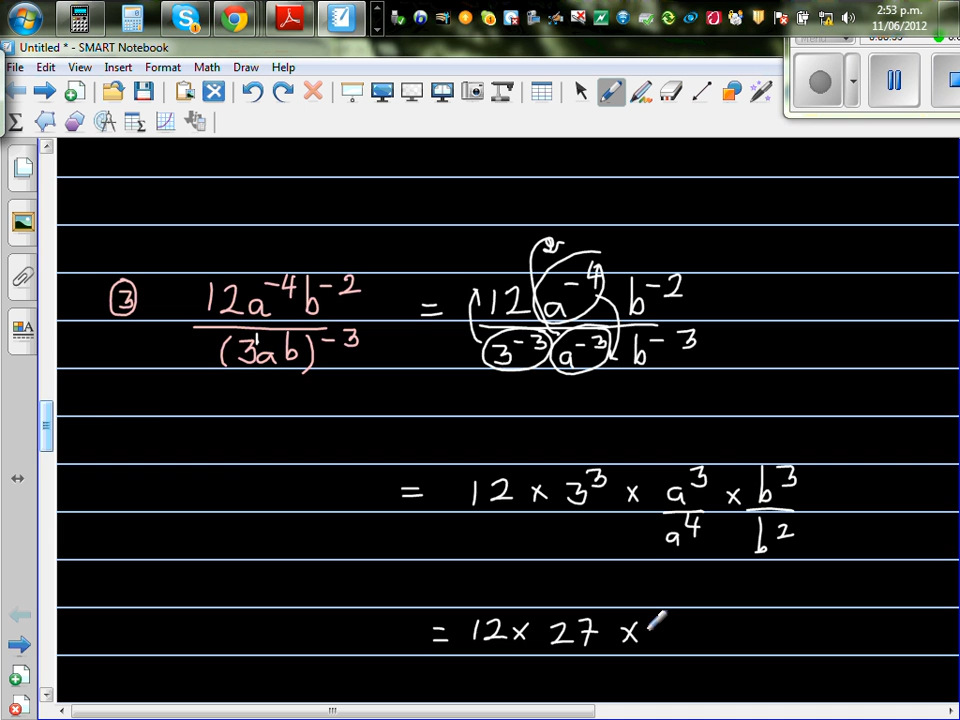 2:53 p.m.
11/06/2012
Untitled * - SMART Notebook
File Edit View Insert Format Math Draw Help
③ 12a⁻⁴b⁻² / (3¹ab)⁻³ = 12 a⁻⁴ b⁻² / 3⁻³ a⁻³ b⁻³
= 12 × 3³ × a³/a⁴ × b³/b²
= 12 × 27 ×